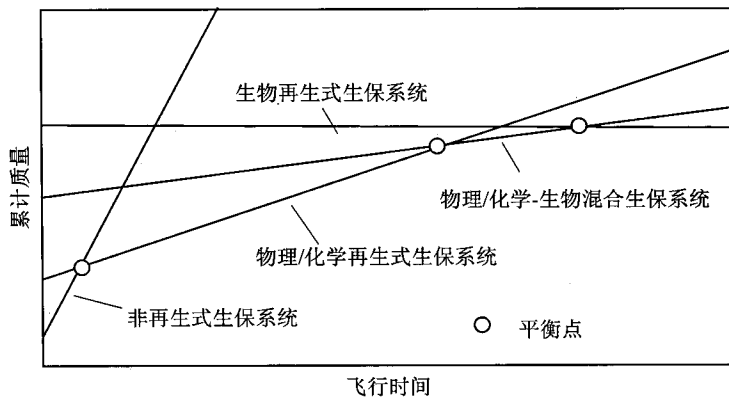 生物再生式生保系统
物理/化学-生物混合生保系统
物理/化学再生式生保系统
非再生式生保系统
平衡点
累计质量
飞行时间